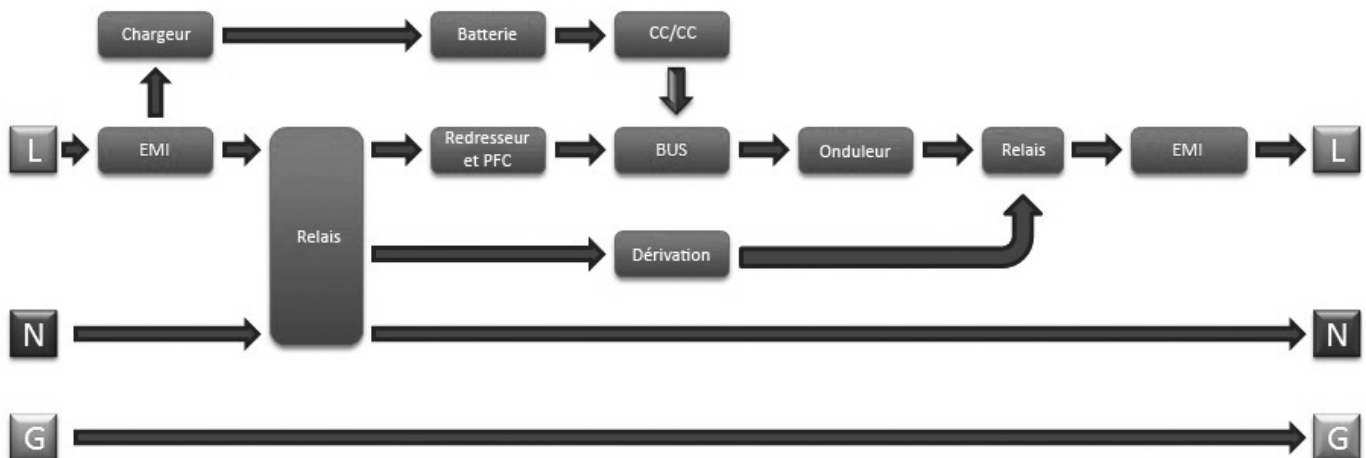 Chargeur
Batterie
CC/CC
L
EMI
Redresseur
et PFC
BUS
Onduleur
Relais
EMI
L
Relais
Dérivation
N
N
G
G